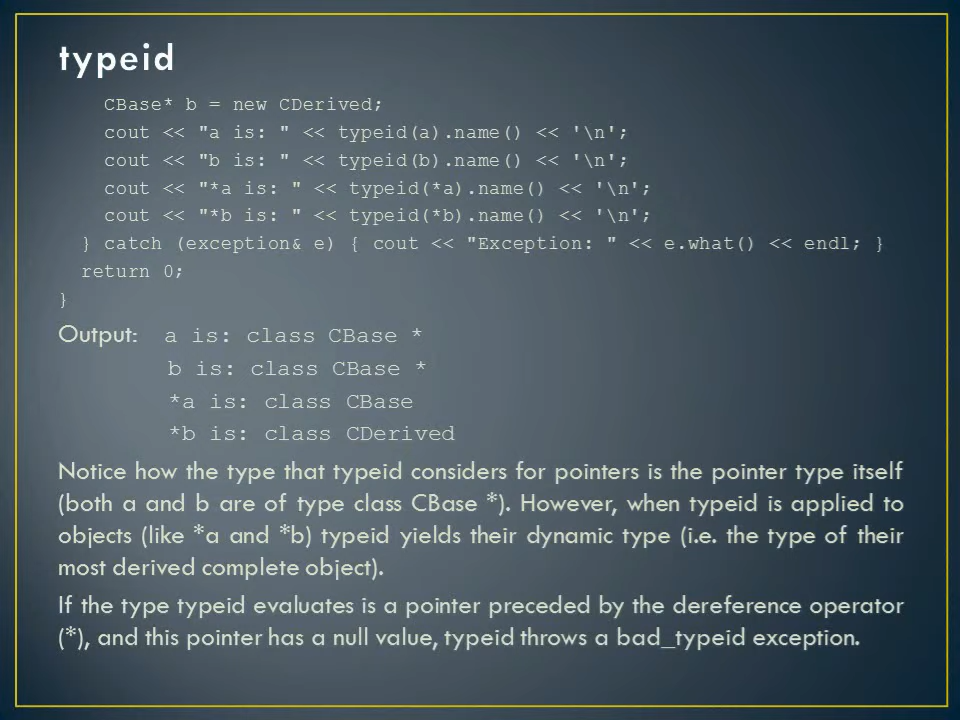 typeid
CBase* b = new CDerived;
cout << "a is: " << typeid(a).name() << '\n';
cout << "b is: " << typeid(b).name() << '\n';
cout << "*a is: " << typeid(*a).name() << '\n';
cout << "*b is: " << typeid(*b).name() << '\n';
} catch (exception& e) { cout << "Exception: " << e.what() << endl; }
return 0;
}
Output: a is: class CBase *
b is: class CBase *
*a is: class CBase
*b is: class CDerived
Notice how the type that typeid considers for pointers is the pointer type itself
(both a and b are of type class CBase *). However, when typeid is applied to
objects (like *a and *b) typeid yields their dynamic type (i.e. the type of their
most derived complete object).
If the type typeid evaluates is a pointer preceded by the dereference operator
(*), and this pointer has a null value, typeid throws a bad_typeid exception.